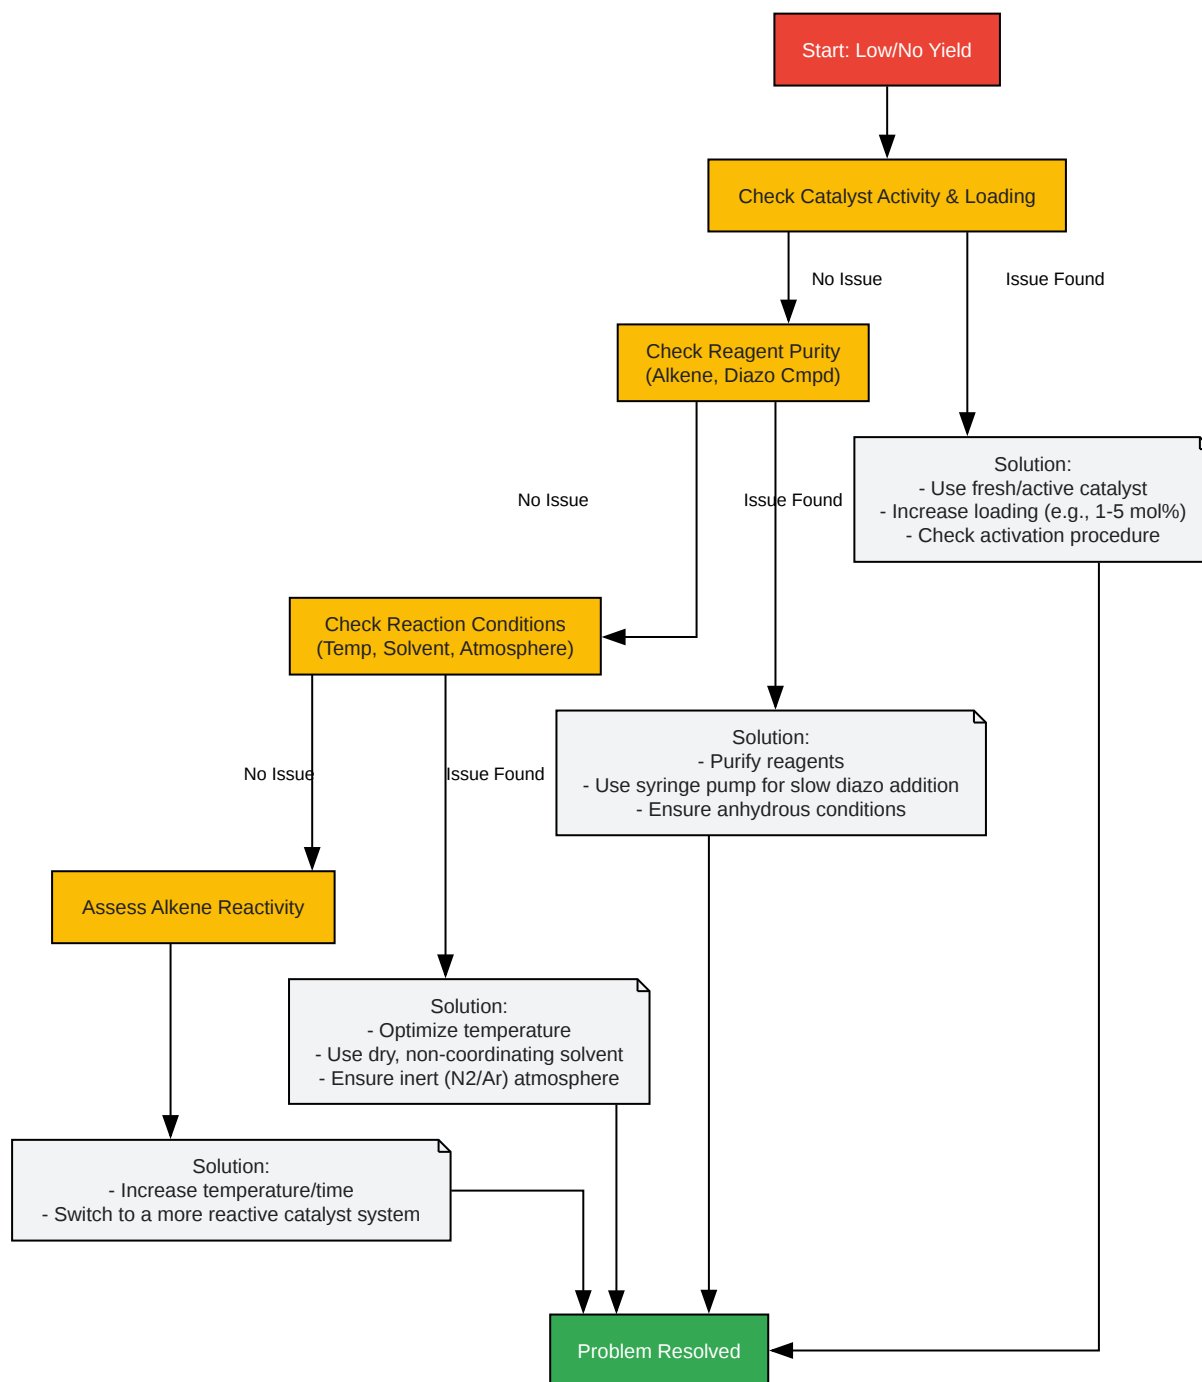 Start: Low/No Yield
Check Catalyst Activity & Loading
No Issue
Issue Found
Check Reagent Purity
(Alkene, Diazo Cmpd)
Solution:
- Use fresh/active catalyst
- Increase loading (e.g., 1-5 mol%)
- Check activation procedure
No Issue
Issue Found
Check Reaction Conditions
(Temp, Solvent, Atmosphere)
Solution:
- Purify reagents
- Use syringe pump for slow diazo addition
- Ensure anhydrous conditions
No Issue
Issue Found
Assess Alkene Reactivity
Solution:
- Optimize temperature
- Use dry, non-coordinating solvent
- Ensure inert (N2/Ar) atmosphere
Solution:
- Increase temperature/time
- Switch to a more reactive catalyst system
Problem Resolved